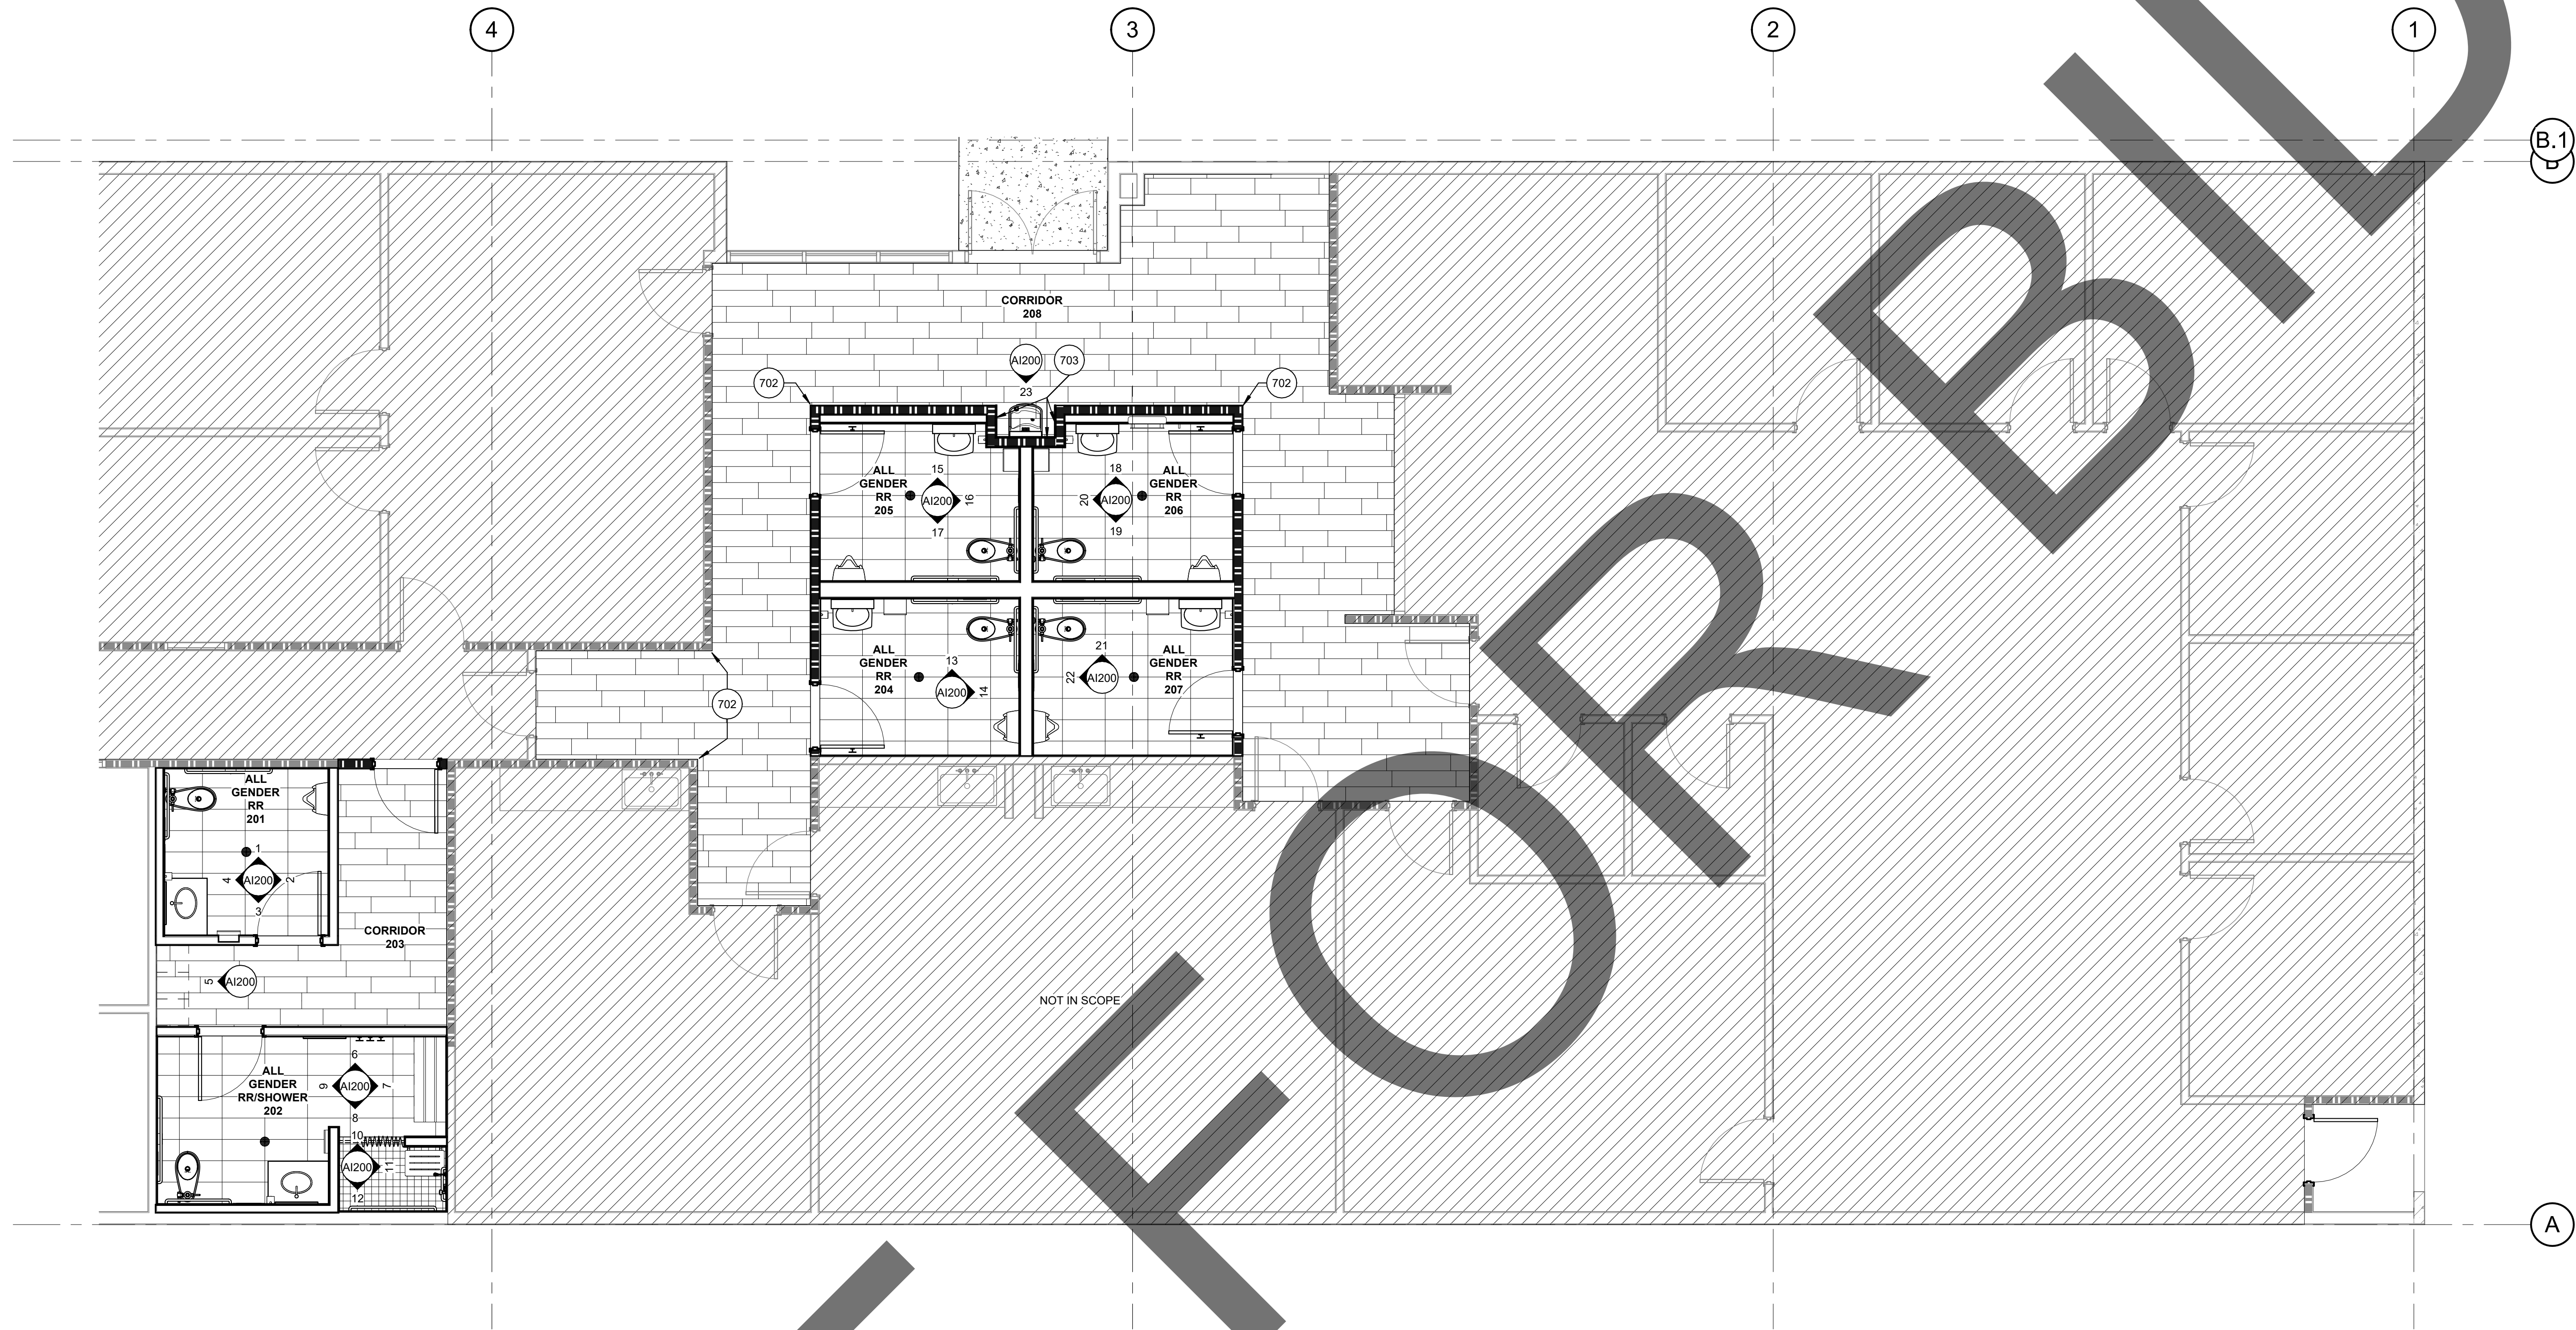 4
3
2
1
B.1
B
CORRIDOR
208
AI200
23
703
702
702
ALL
GENDER
RR
205
15
AI200
16
17
18
20
AI200
19
ALL
GENDER
RR
206
ALL
GENDER
RR
204
13
AI200
14
21
22
AI200
ALL
GENDER
RR
207
702
ALL
GENDER
RR
201
1
4
AI200
2
3
CORRIDOR
203
5
AI200
NOT IN SCOPE
6
9
AI200
7
8
ALL
GENDER
RR/SHOWER
202
10
AI200
11
12
A
FOR BID